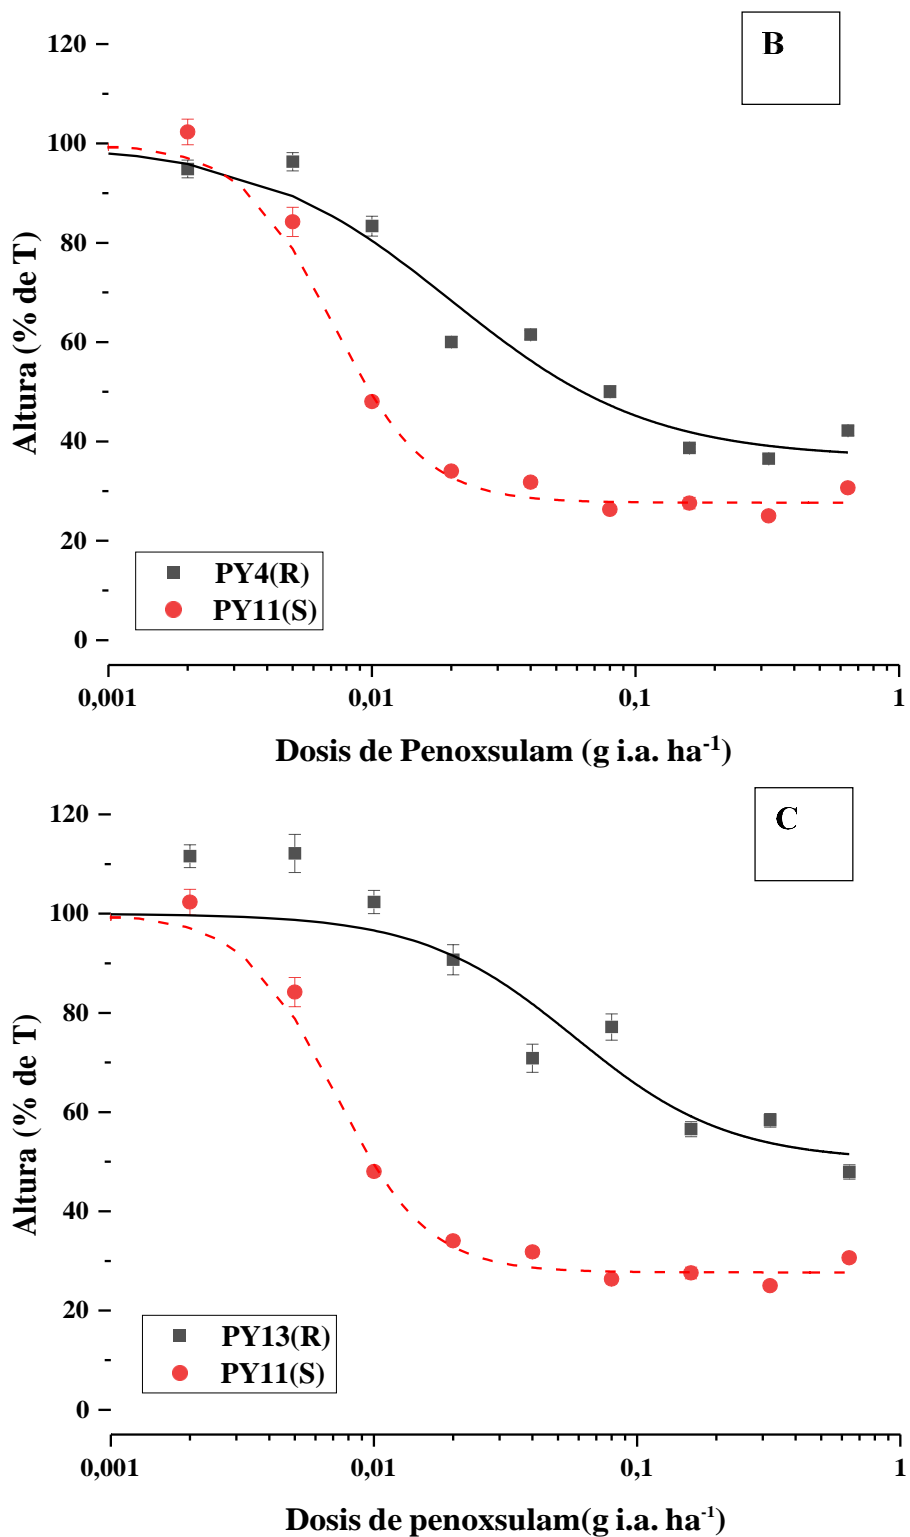 B
120
100
80
60
40
20
0
Altura (% de T)
PY4(R)
PY11(S)
0,001 0,01 0,1 1
Dosis de Penoxsulam (g i.a. ha⁻¹)
C
120
100
80
60
40
20
0
Altura (% de T)
PY13(R)
PY11(S)
0,001 0,01 0,1 1
Dosis de penoxsulam(g i.a. ha⁻¹)